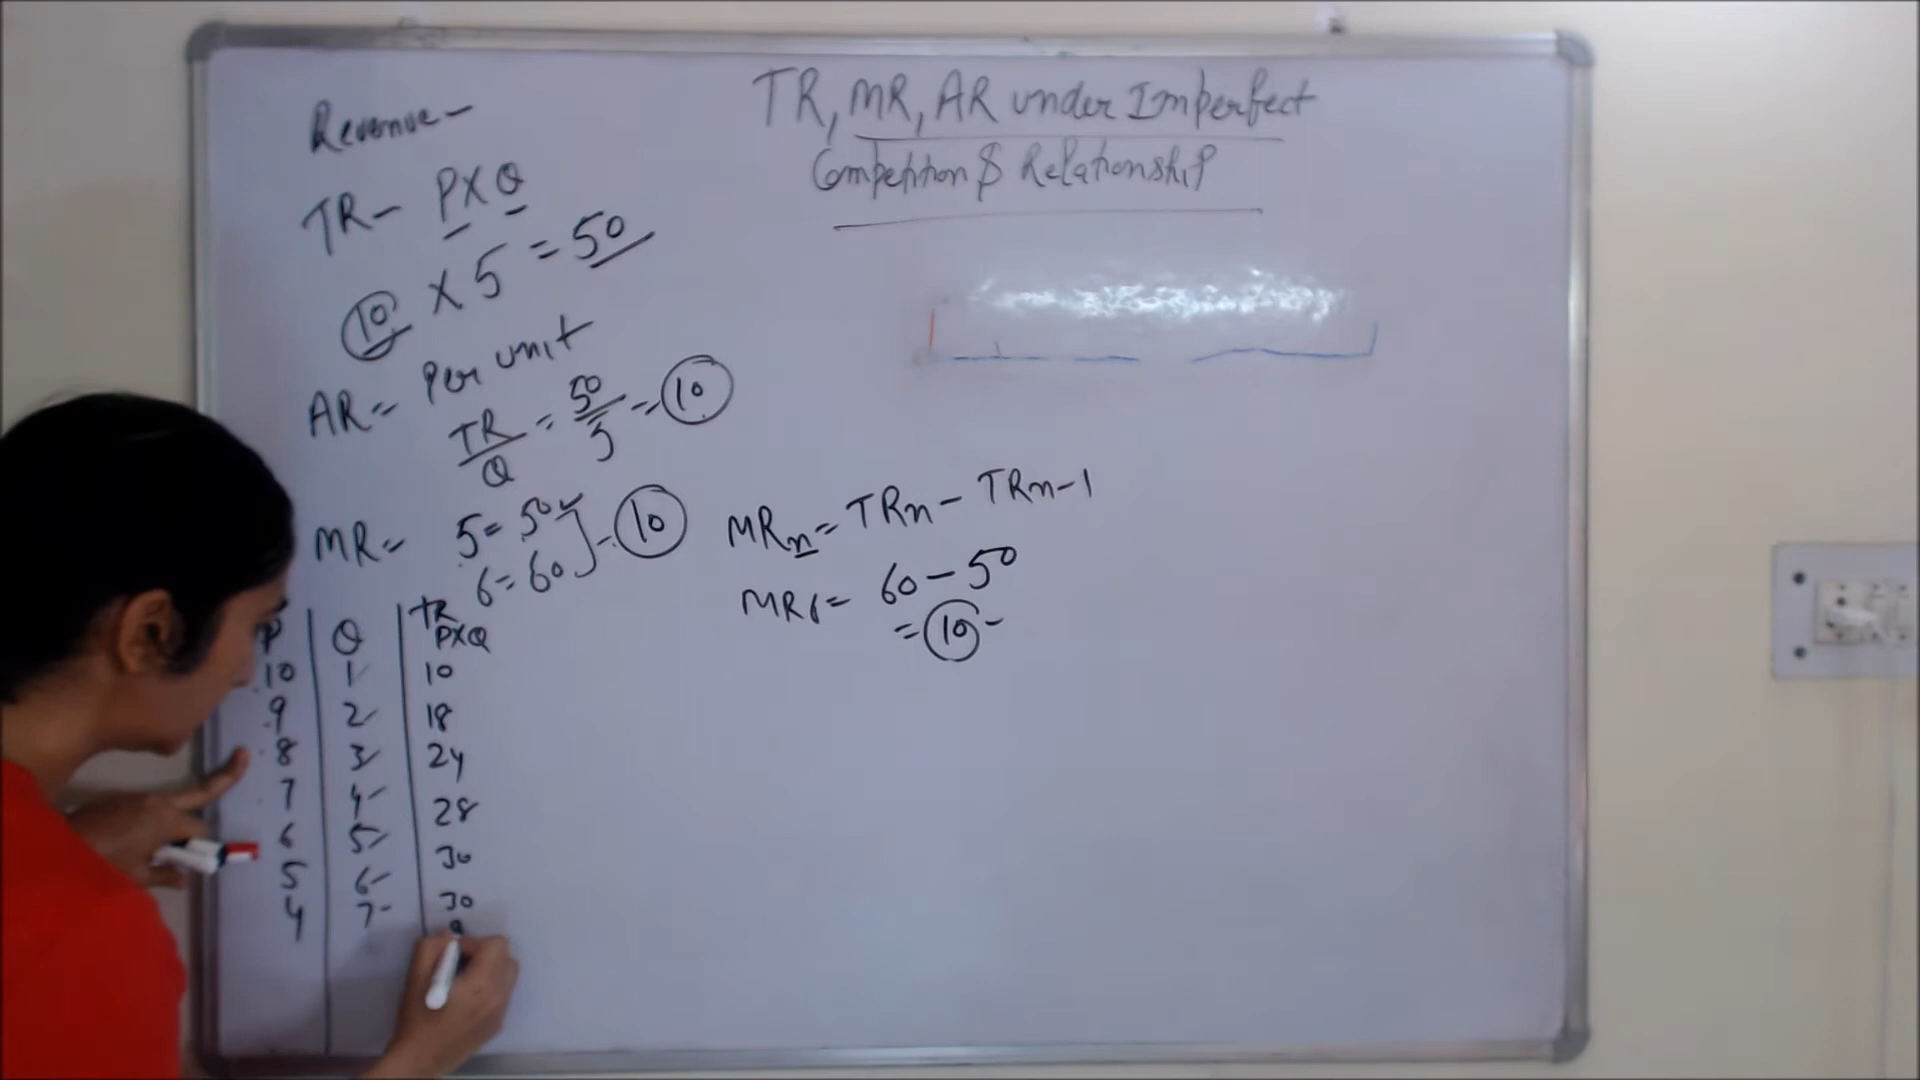 TR, MR, AR under Imperfect
Competition & Relationship
Revenue -
TR - P X Q
10 X 5 = 50
AR = Per unit
TR/Q = 50/5 = 10
MR = 5 = 50
6 = 60 - 10
MRn = TRn - TRn-1
MR6 = 60 - 50
= 10 -
P Q TR
PXQ
10 1 10
9 2 18
8 3 24
7 4 28
6 5 30
5 6 30
4 7